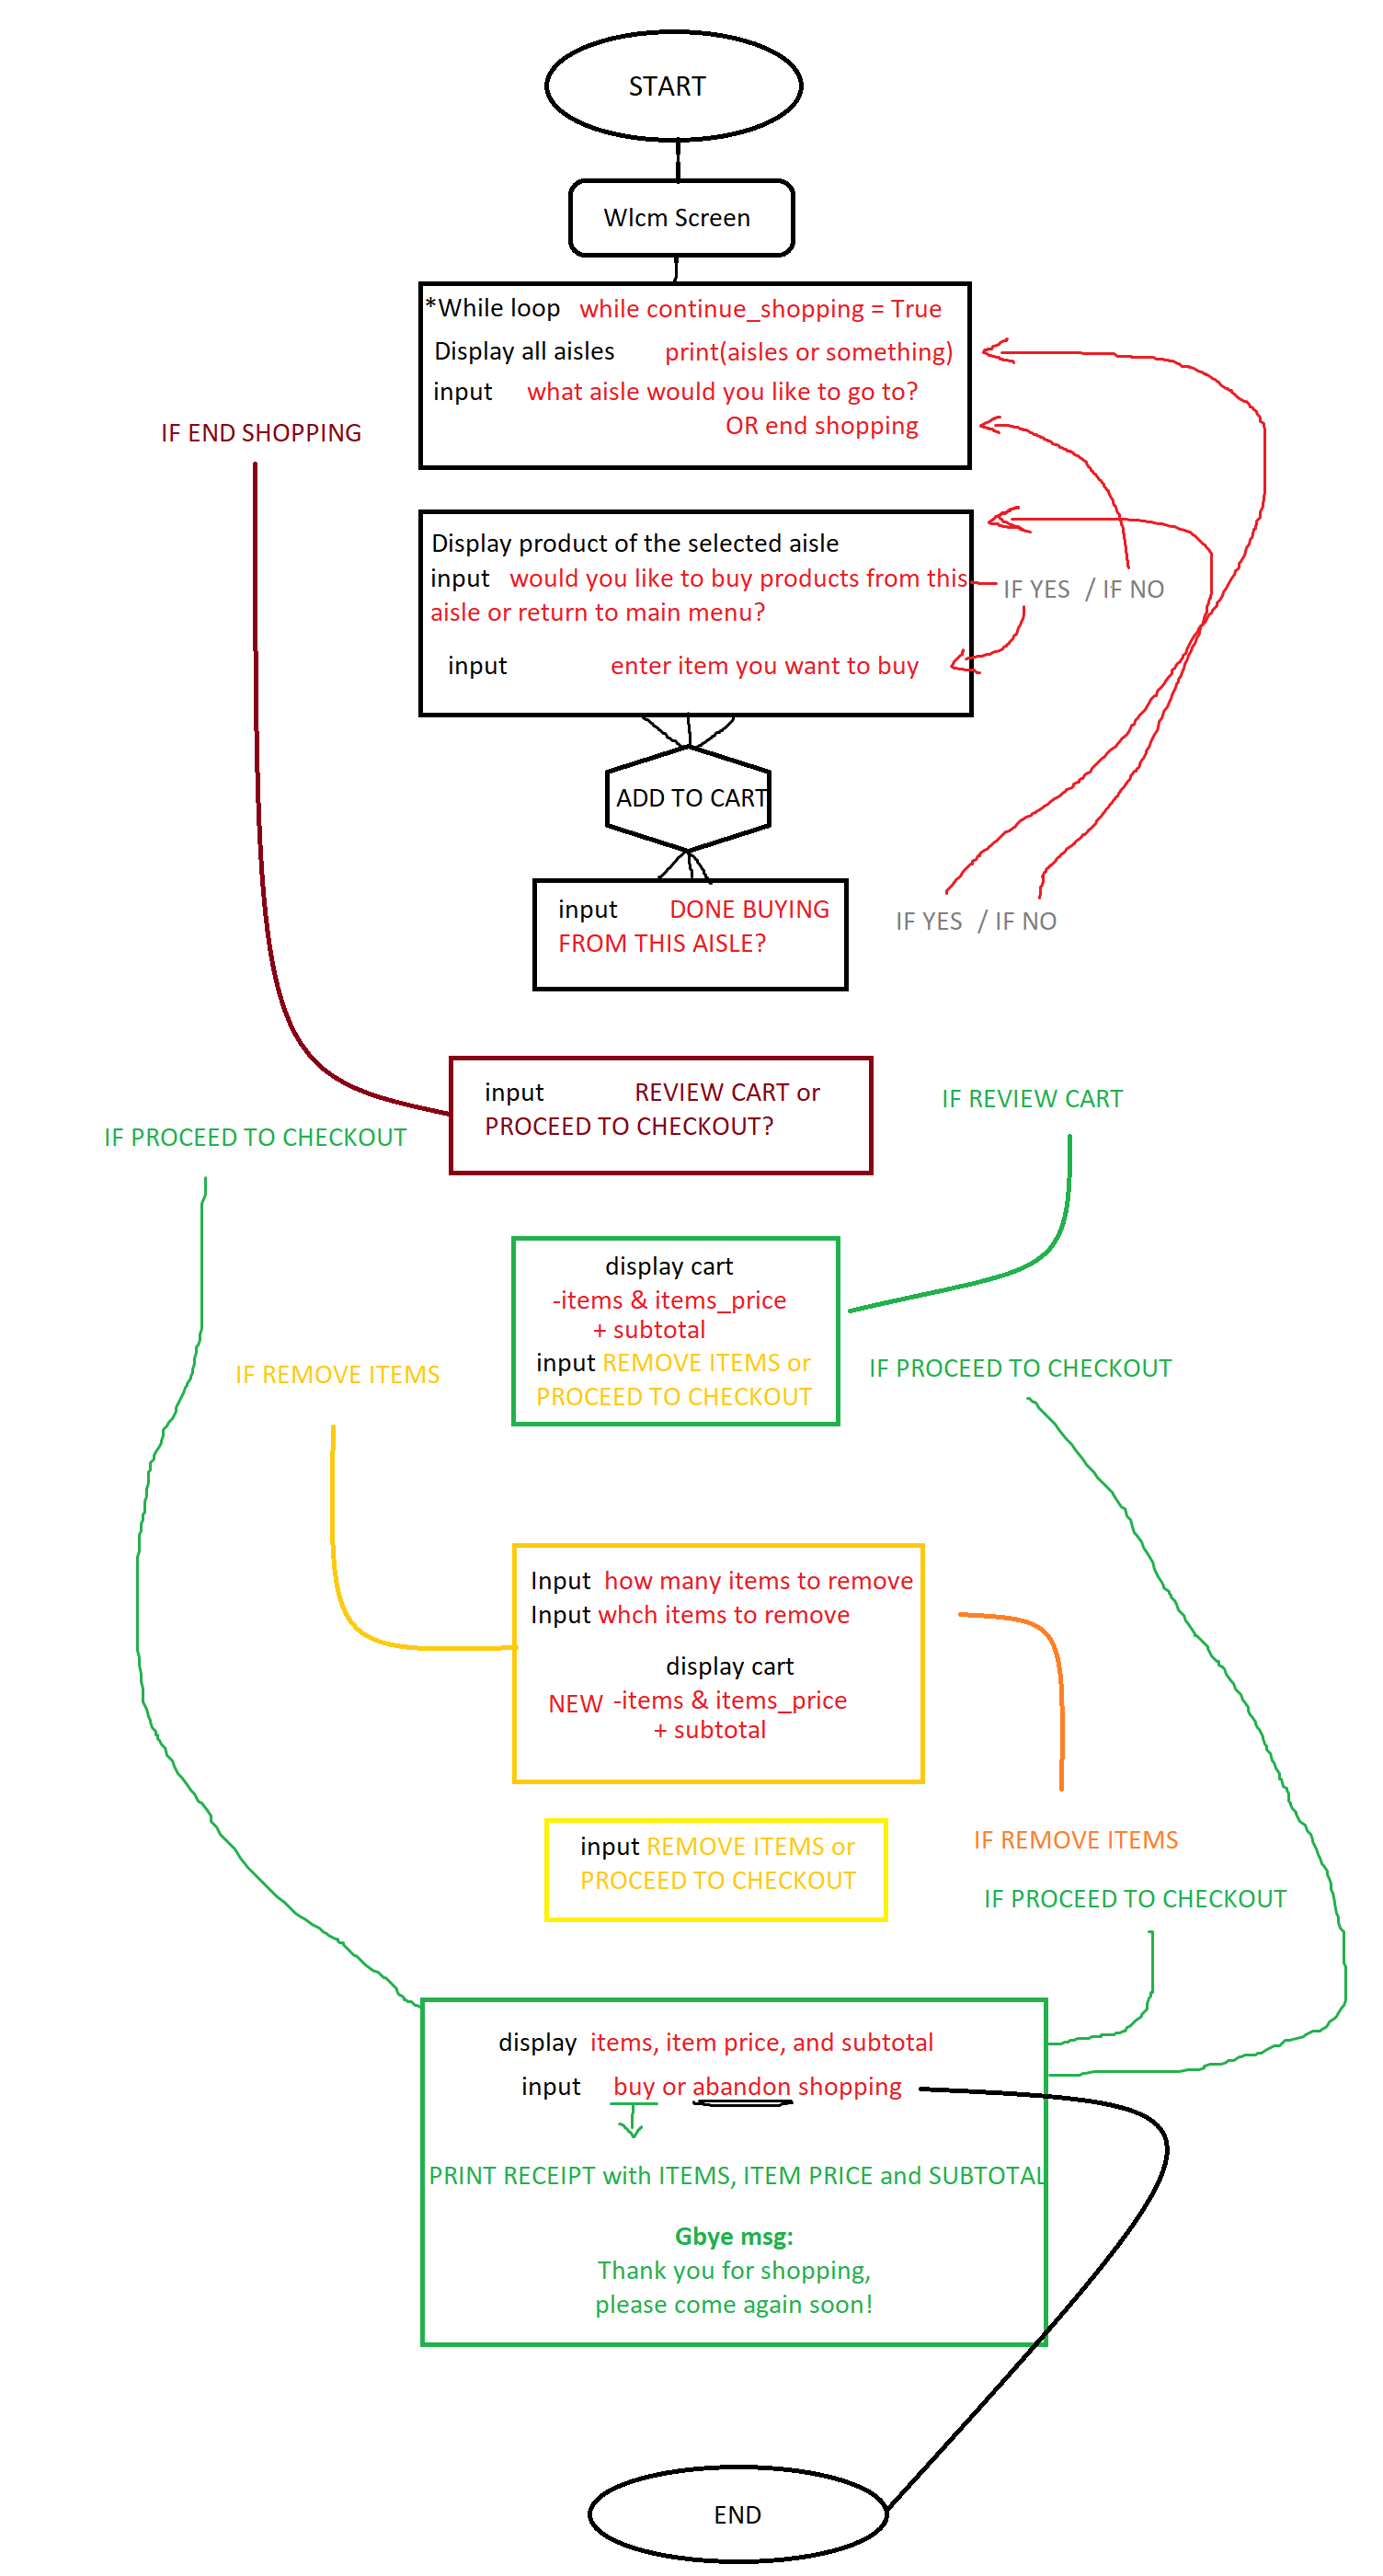 START
Wlcm Screen
*While loop while continue_shopping = True
Display all aisles print(aisles or something)
input what aisle would you like to go to?
OR end shopping
IF END SHOPPING
Display product of the selected aisle
input would you like to buy products from this
aisle or return to main menu?
IF YES / IF NO
input enter item you want to buy
ADD TO CART
input DONE BUYING
FROM THIS AISLE?
IF YES / IF NO
input REVIEW CART or
PROCEED TO CHECKOUT?
IF REVIEW CART
IF PROCEED TO CHECKOUT
display cart
-items & items_price
+ subtotal
input REMOVE ITEMS or
PROCEED TO CHECKOUT
IF REMOVE ITEMS
IF PROCEED TO CHECKOUT
Input how many items to remove
Input whch items to remove
display cart
NEW -items & items_price
+ subtotal
input REMOVE ITEMS or
PROCEED TO CHECKOUT
IF REMOVE ITEMS
IF PROCEED TO CHECKOUT
display items, item price, and subtotal
input buy or abandon shopping
PRINT RECEIPT with ITEMS, ITEM PRICE and SUBTOTAL
Gbye msg:
Thank you for shopping,
please come again soon!
END